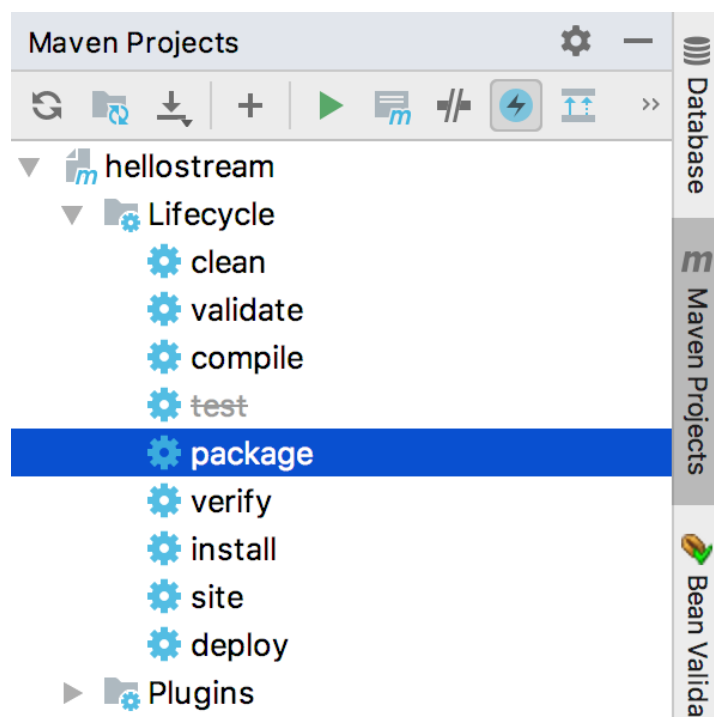 Maven Projects
hellostream
Lifecycle
clean
validate
compile
test
package
verify
install
site
deploy
Plugins
Database
m Maven Projects
Bean Valida